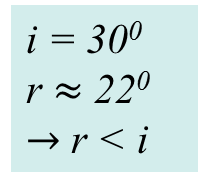 i = 30⁰
r ≈ 22⁰
→ r < i